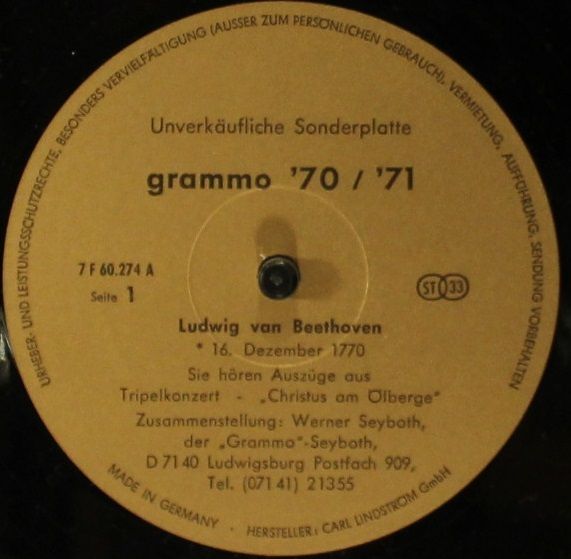 URHEBER- UND LEISTUNGSSCHUTZRECHTE, BESONDERS VERVIELFÄLTIGUNG (AUSSER ZUM PERSÖNLICHEN GEBRAUCH), VERMIETUNG, AUFFÜHRUNG, SENDUNG VORBEHALTEN
Unverkäufliche Sonderplatte
grammo '70 / '71
7 F 60.274 A
Seite 1
ST 33
Ludwig van Beethoven
* 16. Dezember 1770
Sie hören Auszüge aus
Tripelkonzert - „Christus am Ölberge"
Zusammenstellung: Werner Seyboth,
der „Grammo"-Seyboth,
D 7140 Ludwigsburg Postfach 909,
Tel. (071 41) 21355
MADE IN GERMANY · HERSTELLER: CARL LINDSTRÖM GmbH